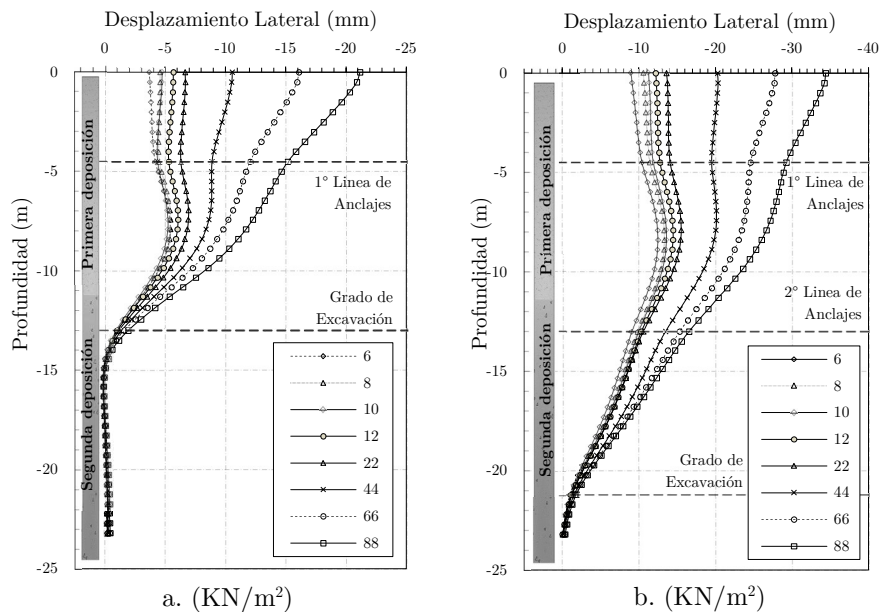 Desplazamiento Lateral (mm)
0 -5 -10 -15 -20 -25
Profundidad (m)
0
-5
-10
-15
-20
-25
Primera deposición
Segunda deposición
1° Linea de
Anclajes
Grado de
Excavación
6
8
10
12
22
44
66
88
a. (KN/m²)
Desplazamiento Lateral (mm)
0 -10 -20 -30 -40
Profundidad (m)
0
-5
-10
-15
-20
-25
Primera deposición
Segunda deposición
1° Linea de
Anclajes
2° Linea de
Anclajes
Grado de
Excavación
6
8
10
12
22
44
66
88
b. (KN/m²)